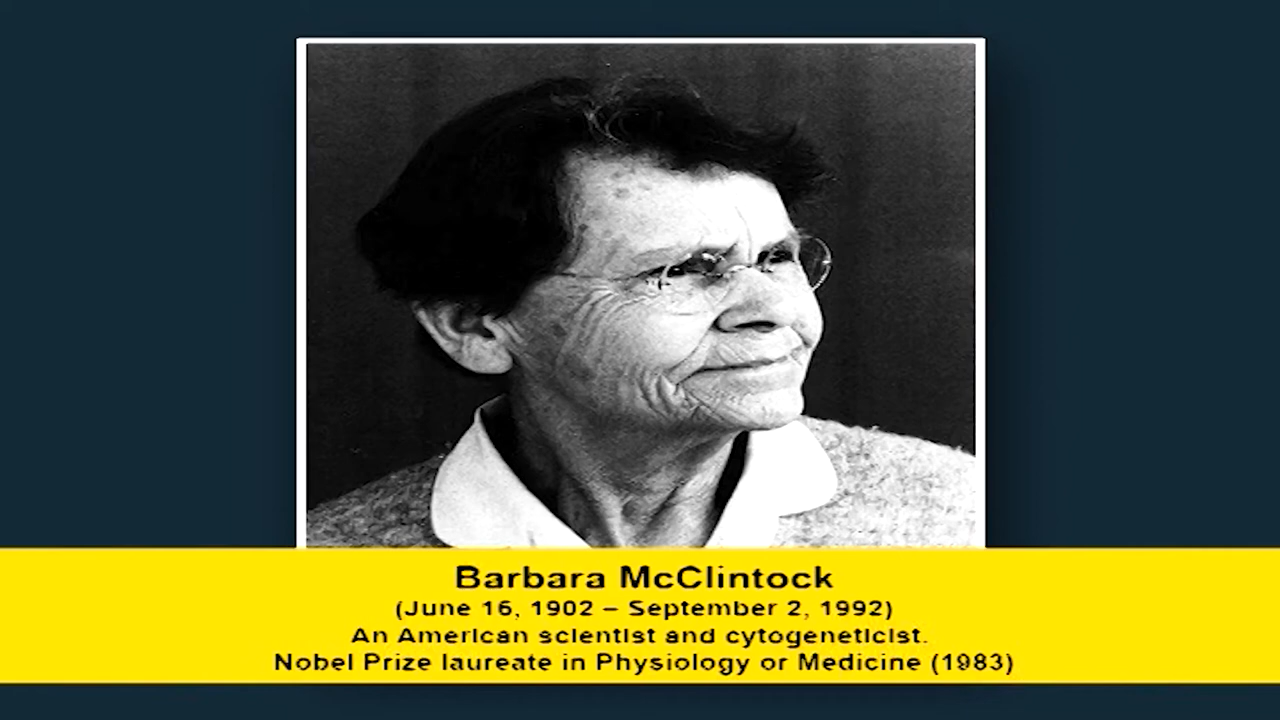 Barbara McClintock
(June 16, 1902 – September 2, 1992)
An American scientist and cytogeneticist.
Nobel Prize laureate in Physiology or Medicine (1983)